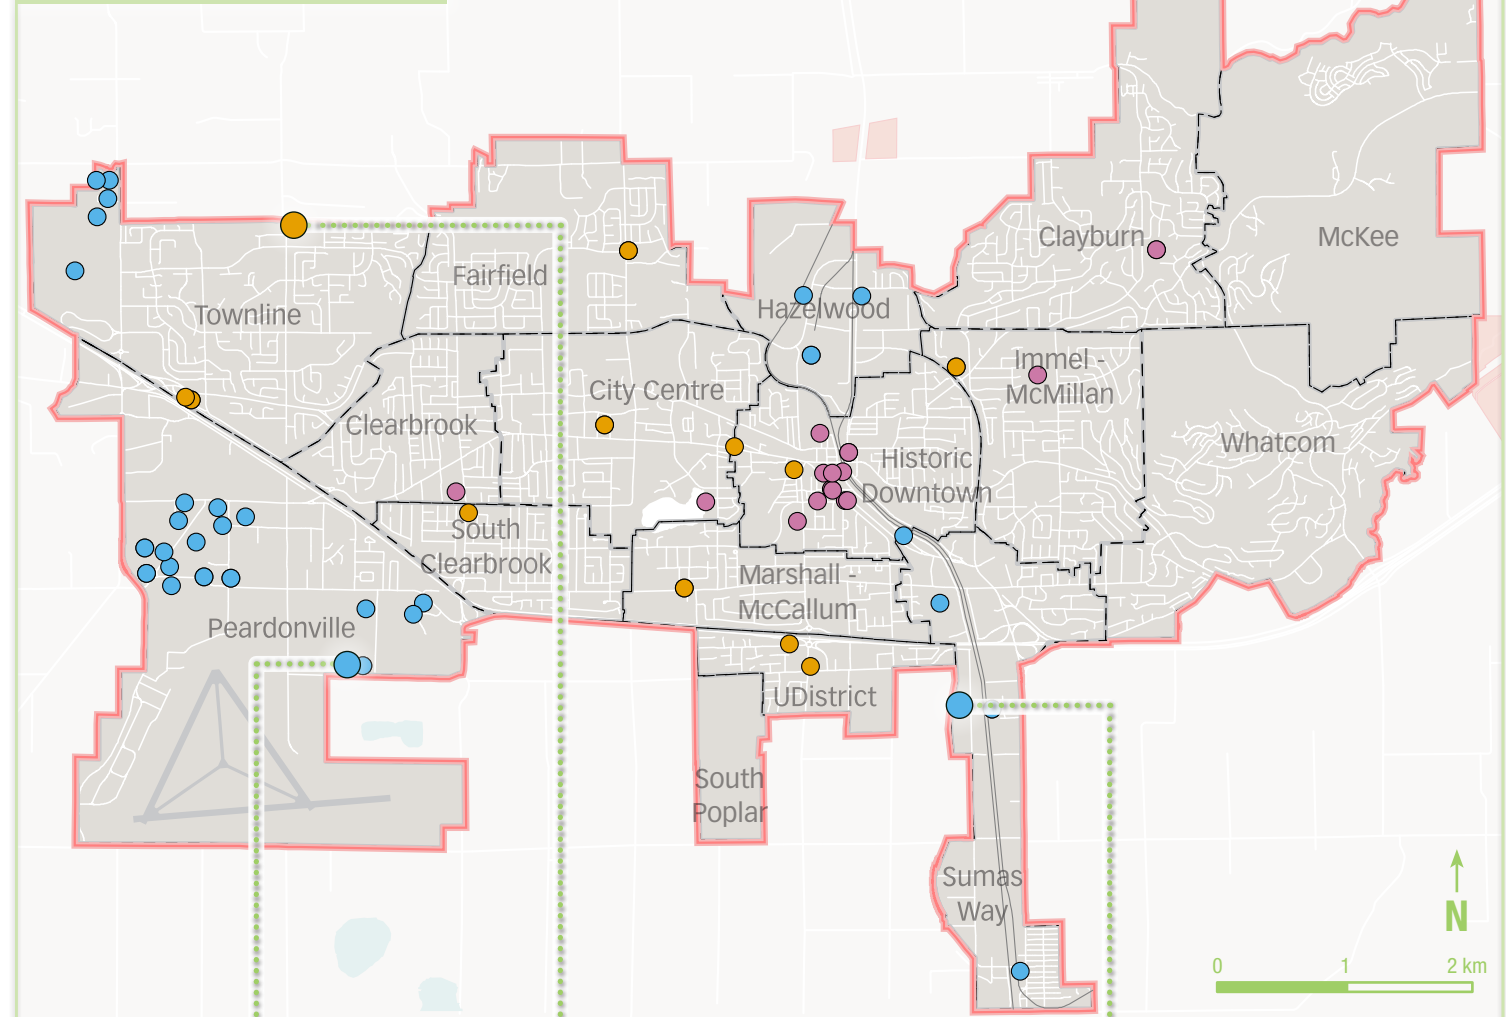 Clayburn
McKee
Fairfield
Townline
Hazelwood
Immel -
McMillan
City Centre
Clearbrook
Whatcom
Historic
Downtown
South
Clearbrook
Marshall -
McCallum
Peardonville
UDistrict
South
Poplar
Sumas
Way
N
0 1 2 km